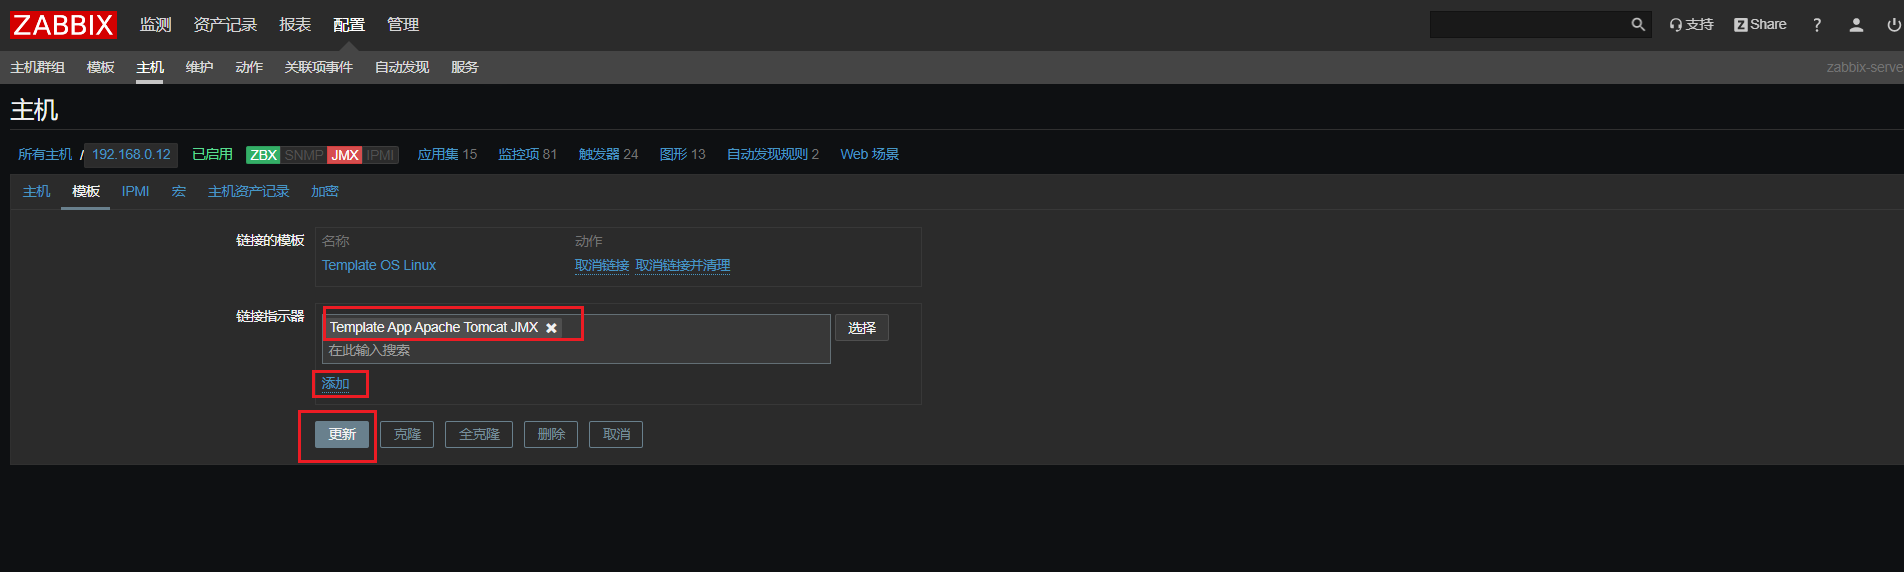 ZABBIX 监测 资产记录 报表 配置 管理 支持 Z Share ?
主机群组 模板 主机 维护 动作 关联项事件 自动发现 服务 zabbix-serve
主机
所有主机 / 192.168.0.12 已启用 ZBX SNMP JMX IPMI 应用集 15 监控项 81 触发器 24 图形 13 自动发现规则 2 Web 场景
主机 模板 IPMI 宏 主机资产记录 加密
链接的模板 名称 动作
Template OS Linux 取消链接 取消链接并清理
链接指示器
Template App Apache Tomcat JMX 选择
在此输入搜索
添加
更新 克隆 全克隆 删除 取消